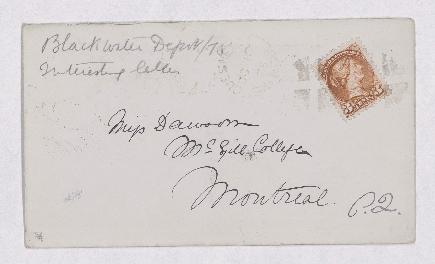 Blackwater Depot/78
Interesting letter
Miss Dawson
McGill College
Montreal
P.Q.